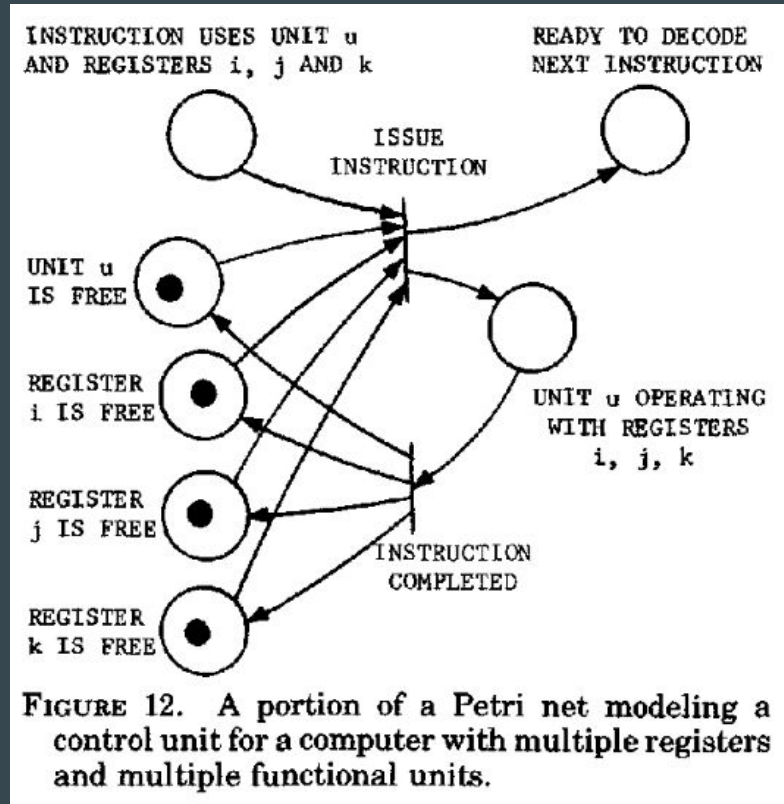 INSTRUCTION USES UNIT u
AND REGISTERS i, j AND k
READY TO DECODE
NEXT INSTRUCTION
ISSUE
INSTRUCTION
UNIT u
IS FREE
REGISTER
i IS FREE
UNIT u OPERATING
WITH REGISTERS
i, j, k
REGISTER
j IS FREE
INSTRUCTION
COMPLETED
REGISTER
k IS FREE
FIGURE 12. A portion of a Petri net modeling a
control unit for a computer with multiple registers
and multiple functional units.